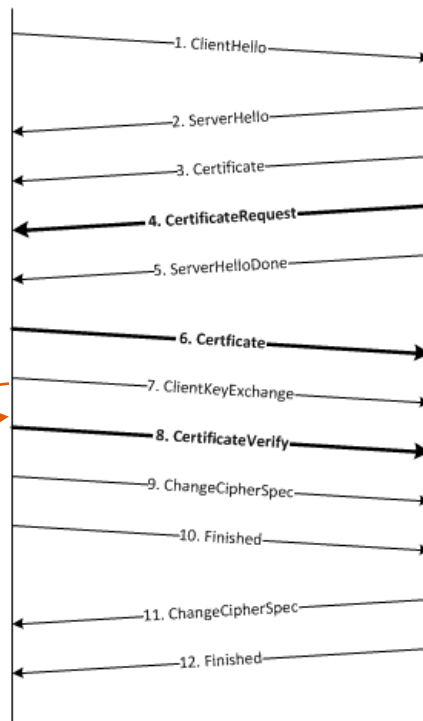 1. ClientHello
2. ServerHello
3. Certificate
4. CertificateRequest
5. ServerHelloDone
6. Certficate
7. ClientKeyExchange
8. CertificateVerify
9. ChangeCipherSpec
10. Finished
11. ChangeCipherSpec
12. Finished